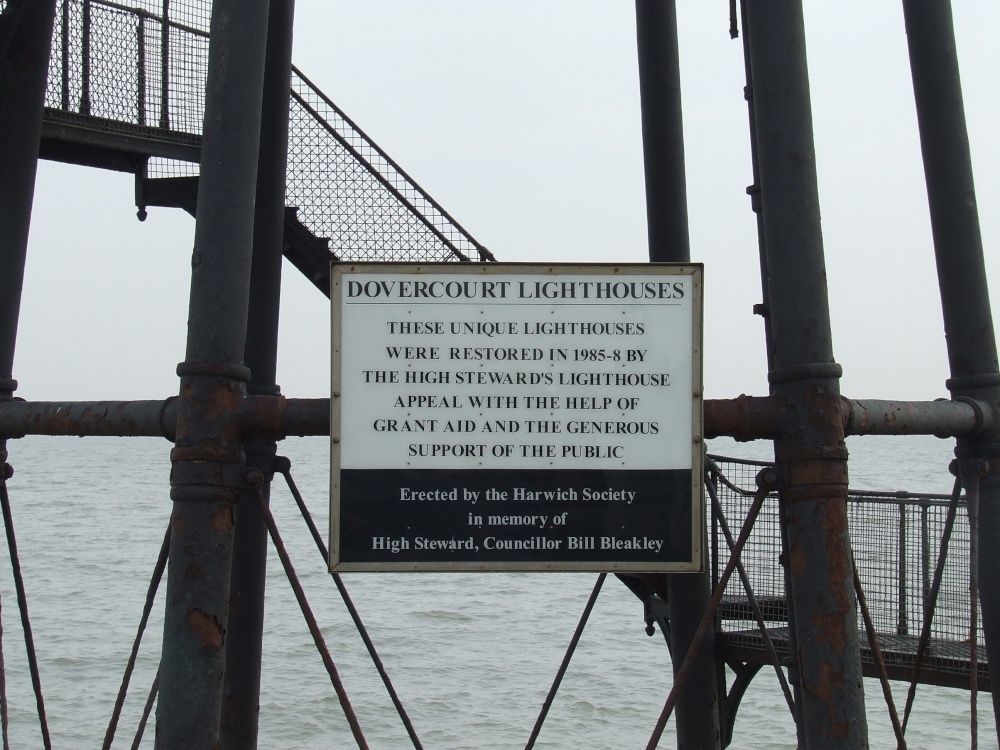 DOVERCOURT LIGHTHOUSES
THESE UNIQUE LIGHTHOUSES
WERE RESTORED IN 1985-8 BY
THE HIGH STEWARD'S LIGHTHOUSE
APPEAL WITH THE HELP OF
GRANT AID AND THE GENEROUS
SUPPORT OF THE PUBLIC
Erected by the Harwich Society
in memory of
High Steward, Councillor Bill Bleakley